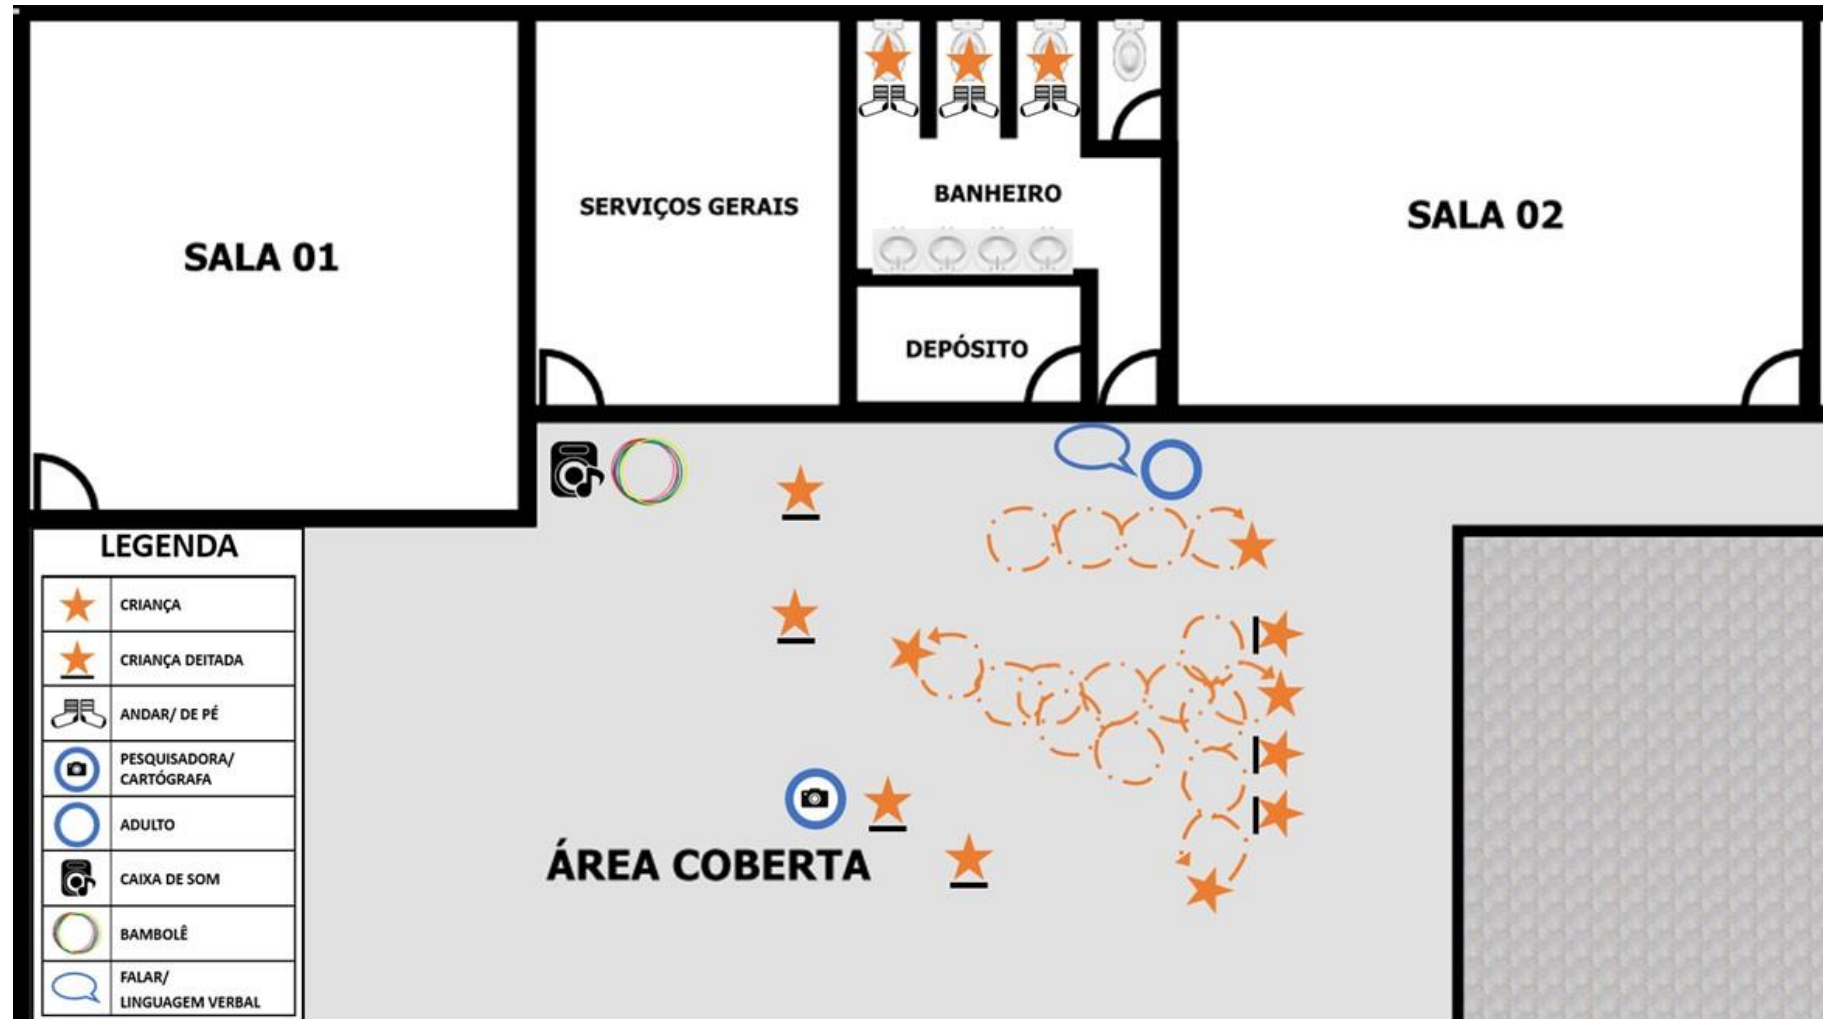 SALA 01
SERVIÇOS GERAIS
BANHEIRO
DEPÓSITO
SALA 02
ÁREA COBERTA
LEGENDA
CRIANÇA
CRIANÇA DEITADA
ANDAR/ DE PÉ
PESQUISADORA/
CARTÓGRAFA
ADULTO
CAIXA DE SOM
BAMBOLÊ
FALAR/
LINGUAGEM VERBAL